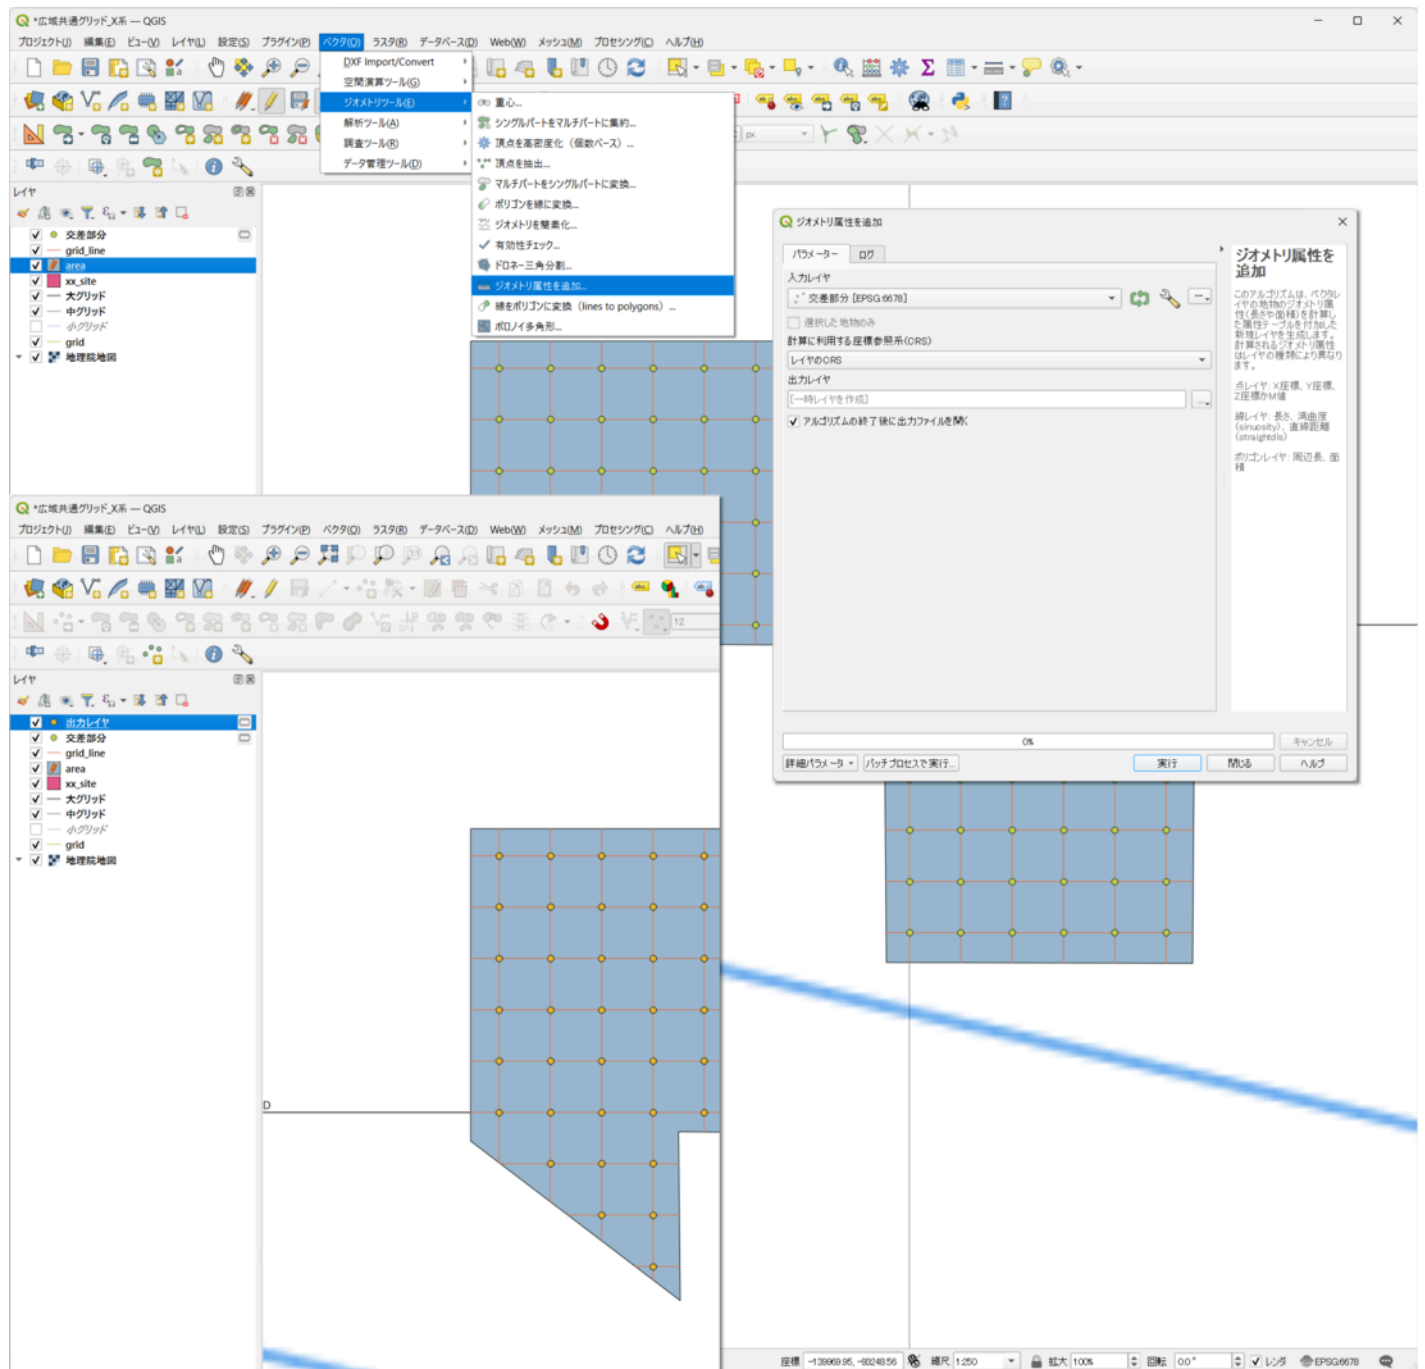 *広域共通グリッド_X系 — QGIS
プロジェクト(J) 編集(E) ビュー(V) レイヤ(L) 設定(S) プラグイン(P) ベクタ(O) ラスタ(R) データベース(D) Web(W) メッシュ(M) プロセシング(C) ヘルプ(H)
DXF Import/Convert
空間演算ツール(G)
ジオメトリツール(E)
解析ツール(A)
調査ツール(R)
データ管理ツール(D)
重心...
シングルパートをマルチパートに集約...
頂点を高密度化（個数ベース）...
頂点を抽出...
マルチパートをシングルパートに変換...
ポリゴンを線に変換...
ジオメトリを簡素化...
有効性チェック...
ドロネー三角分割...
ジオメトリ属性を追加...
線をポリゴンに変換（lines to polygons）...
ボロノイ多角形...
px
レイヤ
交差部分
grid_line
area
xx_site
大グリッド
中グリッド
小グリッド
grid
地理院地図
ジオメトリ属性を追加
パラメーター ログ
入力レイヤ
交差部分 [EPSG:6678]
選択した地物のみ
計算に利用する座標参照系(CRS)
レイヤのCRS
出力レイヤ
[一時レイヤを作成]
アルゴリズムの終了後に出力ファイルを開く
ジオメトリ属性を
追加
このアルゴリズムは、ベクタレ
イヤの地物のジオメトリ属
性(長さや面積)を計算し
た属性テーブルを付加した
新規レイヤを生成します。
計算されるジオメトリ属性
はレイヤの種類により異なり
ます。
点レイヤ: X座標、Y座標、
Z座標かM値
線レイヤ: 長さ、湾曲度
(sinuosity)、直線距離
(straightdis)
ポリゴンレイヤ: 周辺長、面
積
0%
キャンセル
詳細パラメータ バッチプロセスで実行... 実行 閉じる ヘルプ
*広域共通グリッド_X系 — QGIS
プロジェクト(J) 編集(E) ビュー(V) レイヤ(L) 設定(S) プラグイン(P) ベクタ(O) ラスタ(R) データベース(D) Web(W) メッシュ(M) プロセシング(C) ヘルプ(H)
12
レイヤ
出力レイヤ
交差部分
grid_line
area
xx_site
大グリッド
中グリッド
小グリッド
grid
地理院地図
D
座標 -139969.95, -93248.56 縮尺 1:250 拡大 100% 回転 0.0° レンダ EPSG:6678